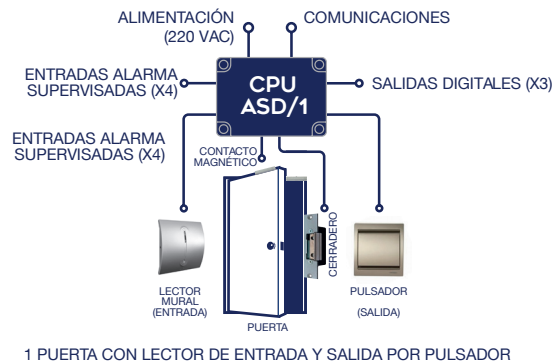 ALIMENTACIÓN
(220 VAC)
COMUNICACIONES
ENTRADAS ALARMA
SUPERVISADAS (X4)
CPU
ASD/1
SALIDAS DIGITALES (X3)
ENTRADAS ALARMA
SUPERVISADAS (X4)
CONTACTO
MAGNÉTICO
CERRADERO
LECTOR
MURAL
(ENTRADA)
PUERTA
PULSADOR
(SALIDA)
1 PUERTA CON LECTOR DE ENTRADA Y SALIDA POR PULSADOR